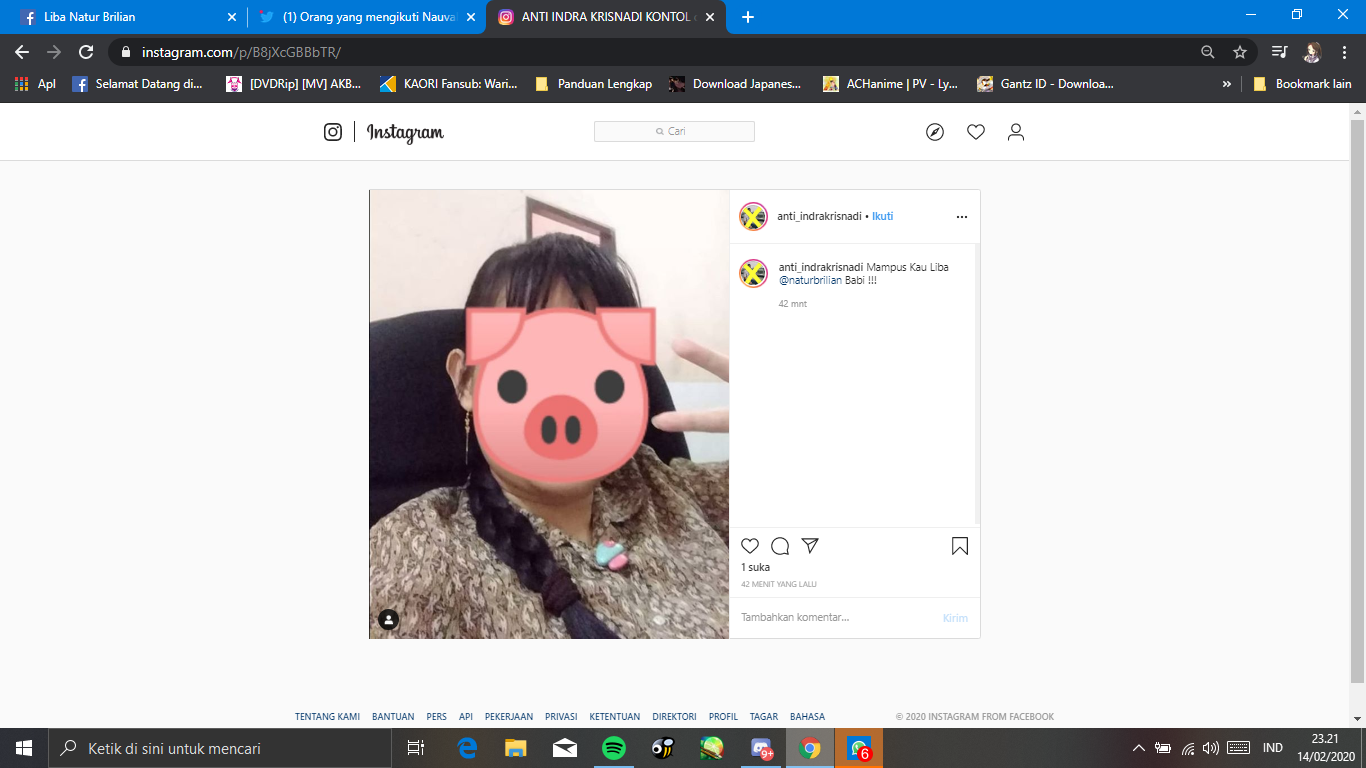 Liba Natur Brilian
(1) Orang yang mengikuti Nauva
ANTI INDRA KRISNADI KONTOL
instagram.com/p/B8jXcGBBbTR/
Apl
Selamat Datang di...
[DVDRip] [MV] AKB...
KAORI Fansub: Wari...
Panduan Lengkap
Download Japanes...
ACHanime | PV - Ly...
Gantz ID - Downloa...
»
Bookmark lain
Instagram
Cari
anti_indrakrisnadi • Ikuti
anti_indrakrisnadi Mampus Kau Liba
@naturbrilian Babi !!!
42 mnt
1 suka
42 MENIT YANG LALU
Tambahkan komentar...
Kirim
TENTANG KAMI BANTUAN PERS API PEKERJAAN PRIVASI KETENTUAN DIREKTORI PROFIL TAGAR BAHASA
© 2020 INSTAGRAM FROM FACEBOOK
Ketik di sini untuk mencari
9+
6
IND
23.21
14/02/2020